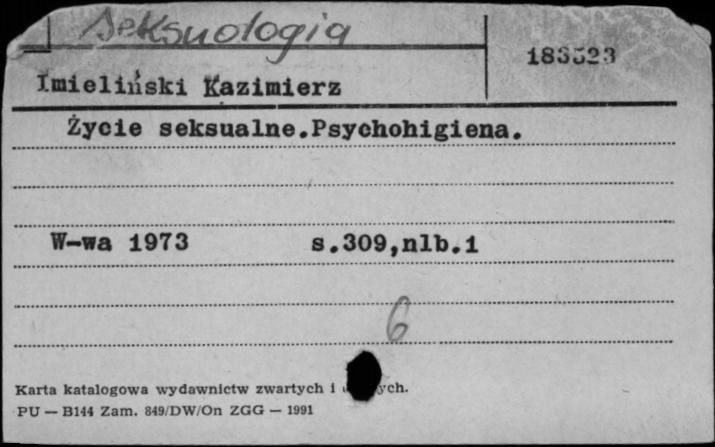 Seksuologia
183523
Imieliński Kazimierz
Życie seksualne.Psychohigiena.
W-wa 1973 s.309,nlb.1
6
Karta katalogowa wydawnictw zwartych i
PU — B144 Zam. 849/DW/On ZGG — 1991